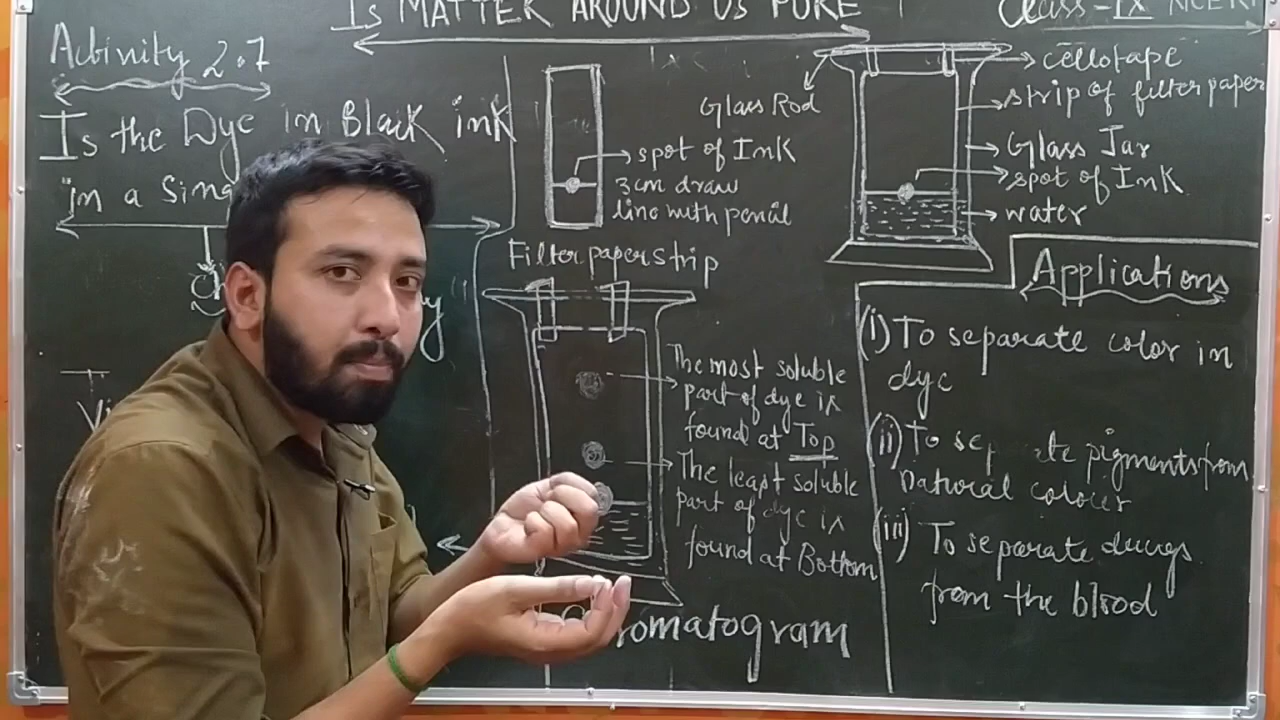 Is MATTER AROUND US PURE
Class-IX NCERT
Activity 2.7
Is the Dye in Black ink
in a
spot of Ink
3cm draw
line with pencil
Filter paper strip
Glass Rod
cellotape
strip of filter paper
Glass Jar
spot of Ink
water
The most soluble
part of dye is
found at Top
The least soluble
part of dye is
found at Bottom
Applications
(i) To separate color in
dye
(ii) To pigments from
Natural colours
(iii) To separate drugs
from the blood